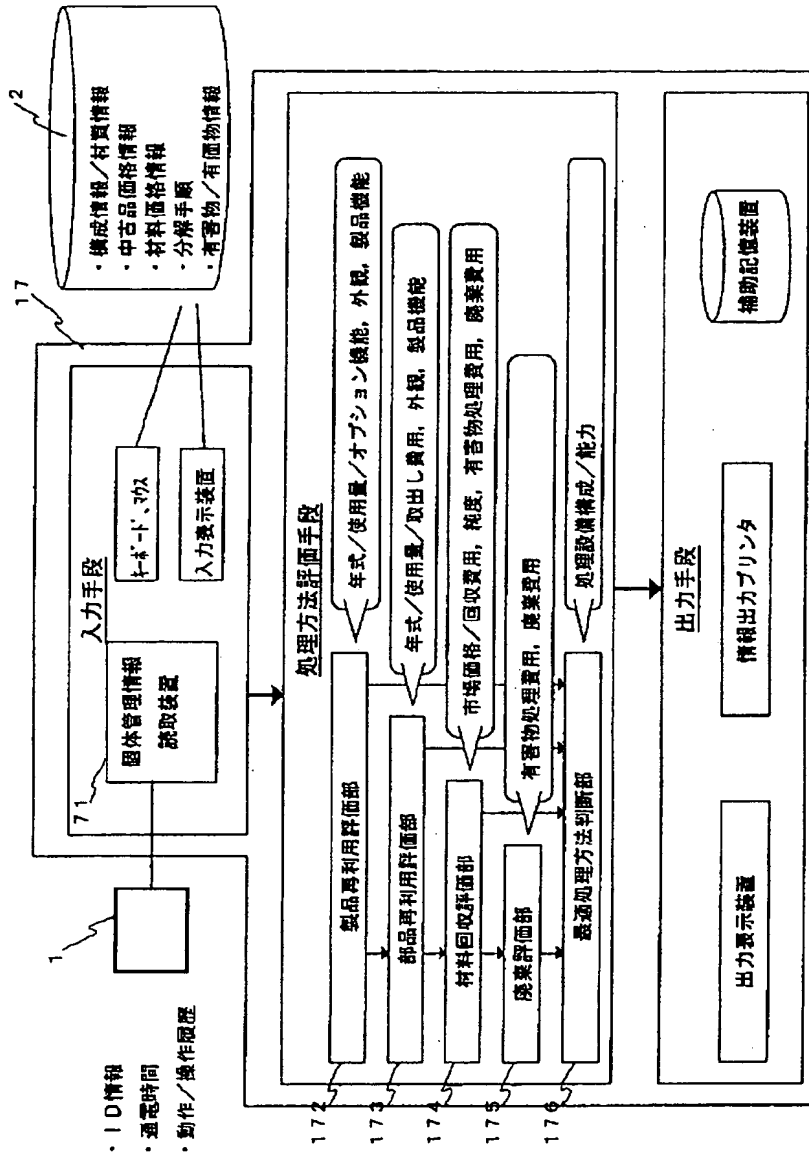 ・ID情報
・通電時間
・動作／操作履歴
1
71
17
2
入力手段
個体管理情報
読取装置
ｷｰﾎﾞｰﾄﾞ、ﾏｳｽ
入力表示装置
・構成情報／材質情報
・中古品価格情報
・材料価格情報
・分解手順
・有害物／有価物情報
処理方法評価手段
172
製品再利用評価部
年式／使用量／オプション機能，外観，製品機能
173
部品再利用評価部
年式／使用量／取出し費用，外観，製品機能
174
材料回収評価部
市場価格／回収費用，純度，有害物処理費用，廃棄費用
175
廃棄評価部
有害物処理費用，廃棄費用
176
最適処理方法判断部
処理設備構成／能力
出力手段
出力表示装置
情報出力プリンタ
補助記憶装置